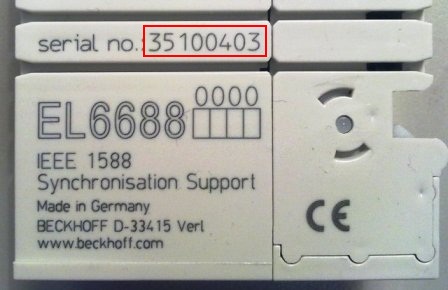 serial no.: 35100403
0000
EL6688
IEEE 1588
Synchronisation Support
Made in Germany
BECKHOFF D-33415 Verl
www.beckhoff.com
CE